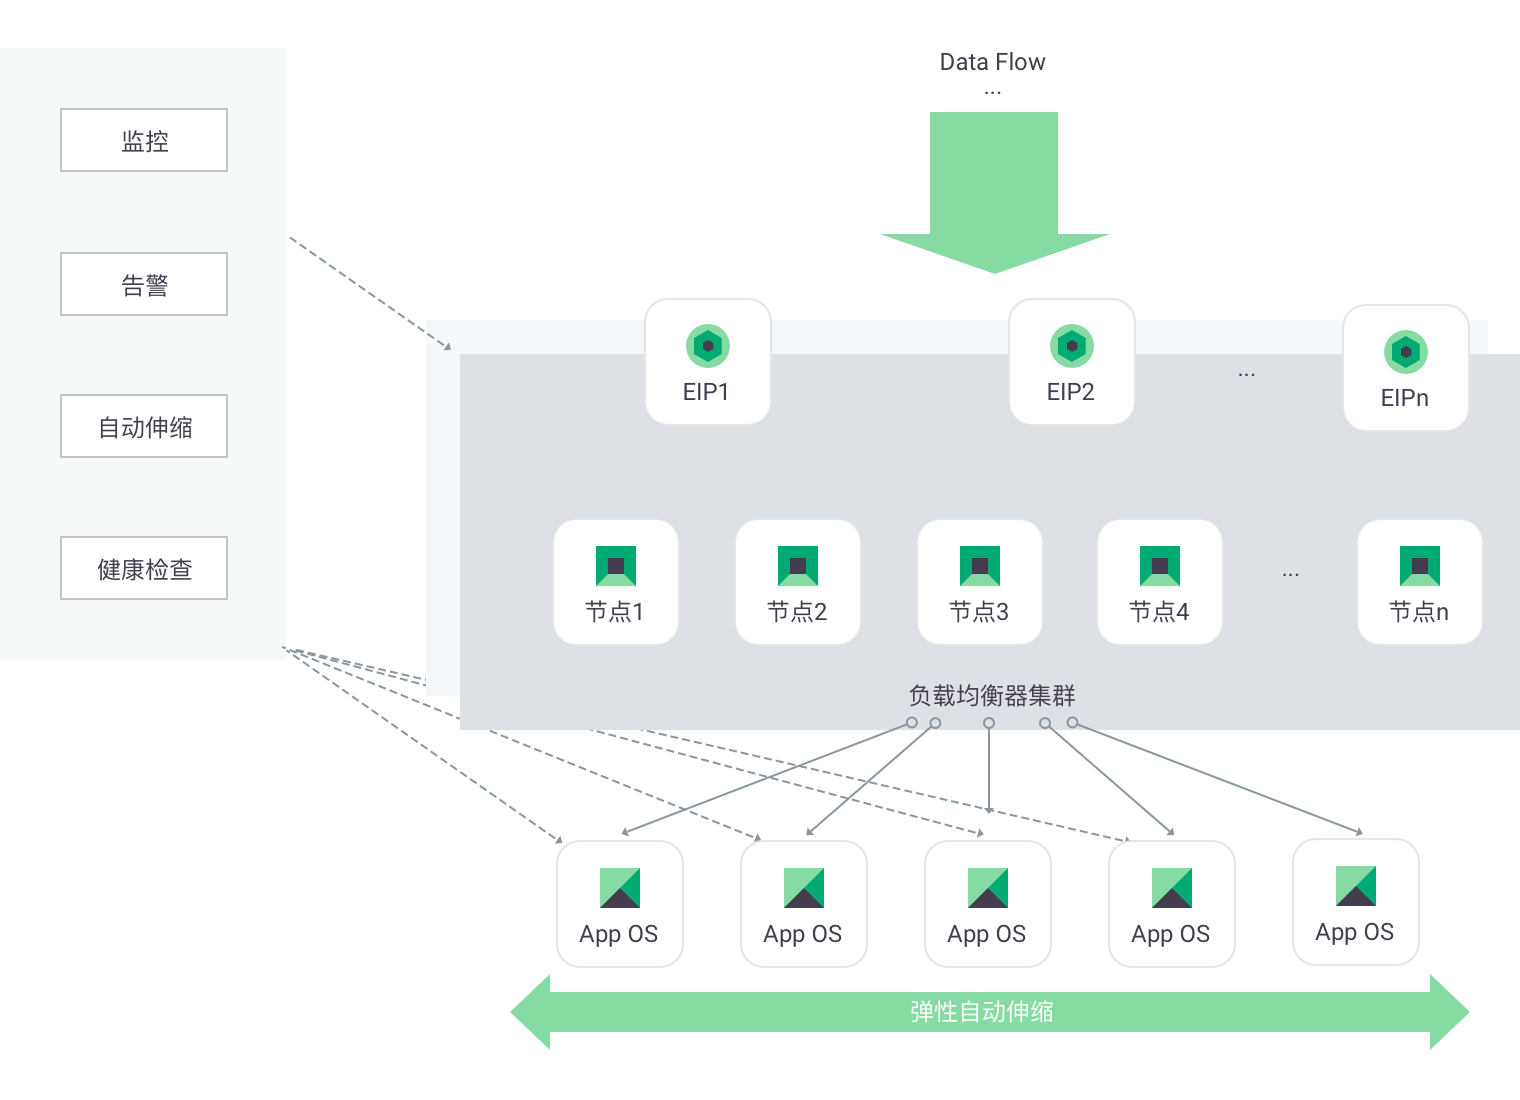 监控
告警
自动伸缩
健康检查
Data Flow
...
EIP1
EIP2
...
EIPn
节点1
节点2
节点3
节点4
...
节点n
负载均衡器集群
App OS
App OS
App OS
App OS
App OS
弹性自动伸缩